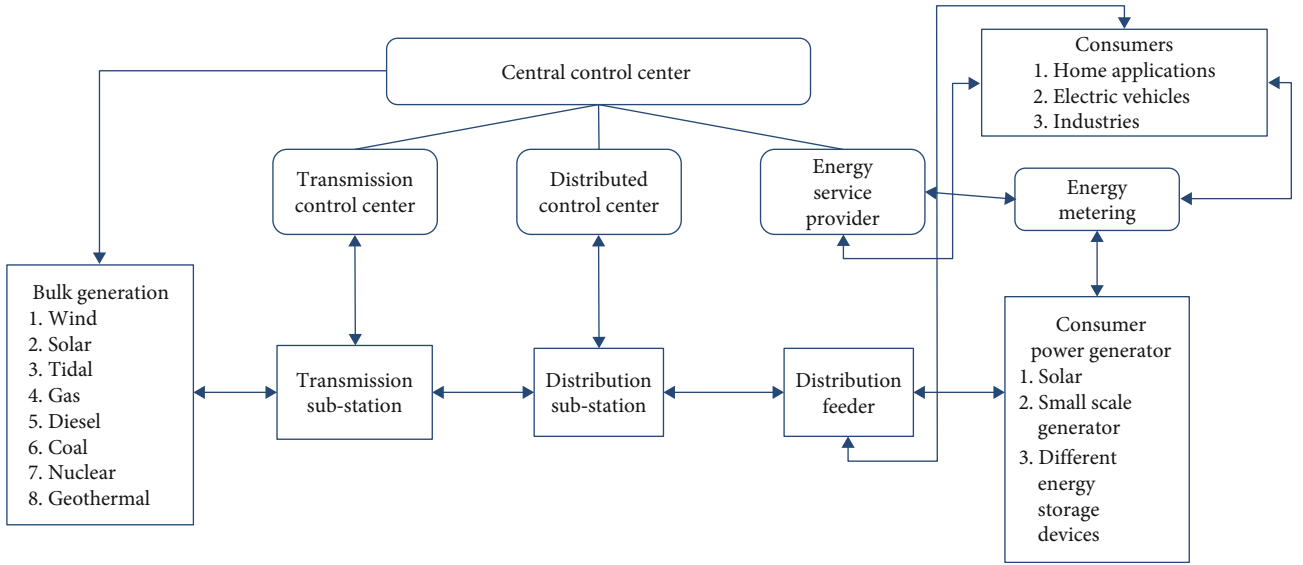 Central control center
Consumers
1. Home applications
2. Electric vehicles
3. Industries
Transmission
control center
Distributed
control center
Energy
service
provider
Energy
metering
Bulk generation
1. Wind
2. Solar
3. Tidal
4. Gas
5. Diesel
6. Coal
7. Nuclear
8. Geothermal
Transmission
sub-station
Distribution
sub-station
Distribution
feeder
Consumer
power generator
1. Solar
2. Small scale
generator
3. Different
energy
storage
devices